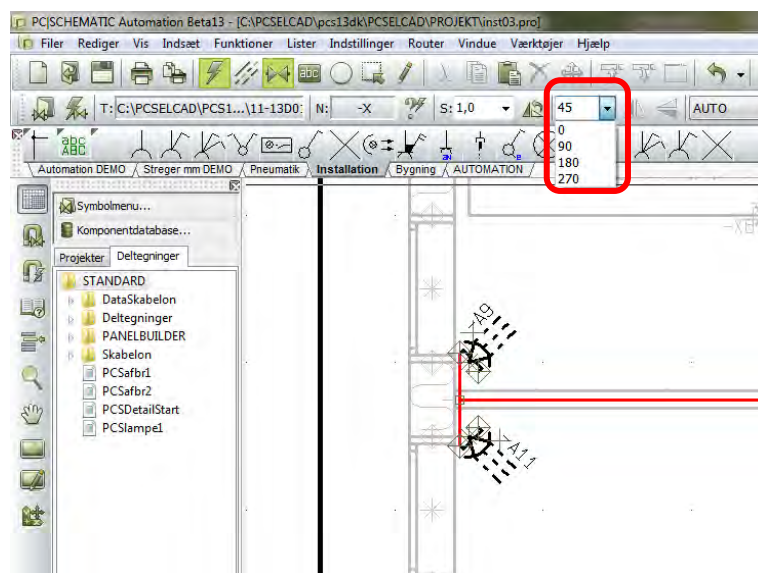 PC|SCHEMATIC Automation Beta13 - [C:\PCSELCAD\pcs13dk\PCSELCAD\PROJEKT\inst03.pro]
Filer Rediger Vis Indsæt Funktioner Lister Indstillinger Router Vindue Værktøjer Hjælp
abc
T: C:\PCSELCAD\PCS1...\11-13D0: N: -X S: 1,0 45 AUTO
0
90
180
270
ABC
2N
Automation DEMO Streger mm DEMO Pneumatik Installation Bygning AUTOMATION
Symbolmenu...
Komponentdatabase...
Projekter Deltegninger
STANDARD
DataSkabelon
Deltegninger
PANELBUILDER
Skabelon
PCSafbr1
PCSafbr2
PCSDetailStart
PCSlampe1
A9
A11